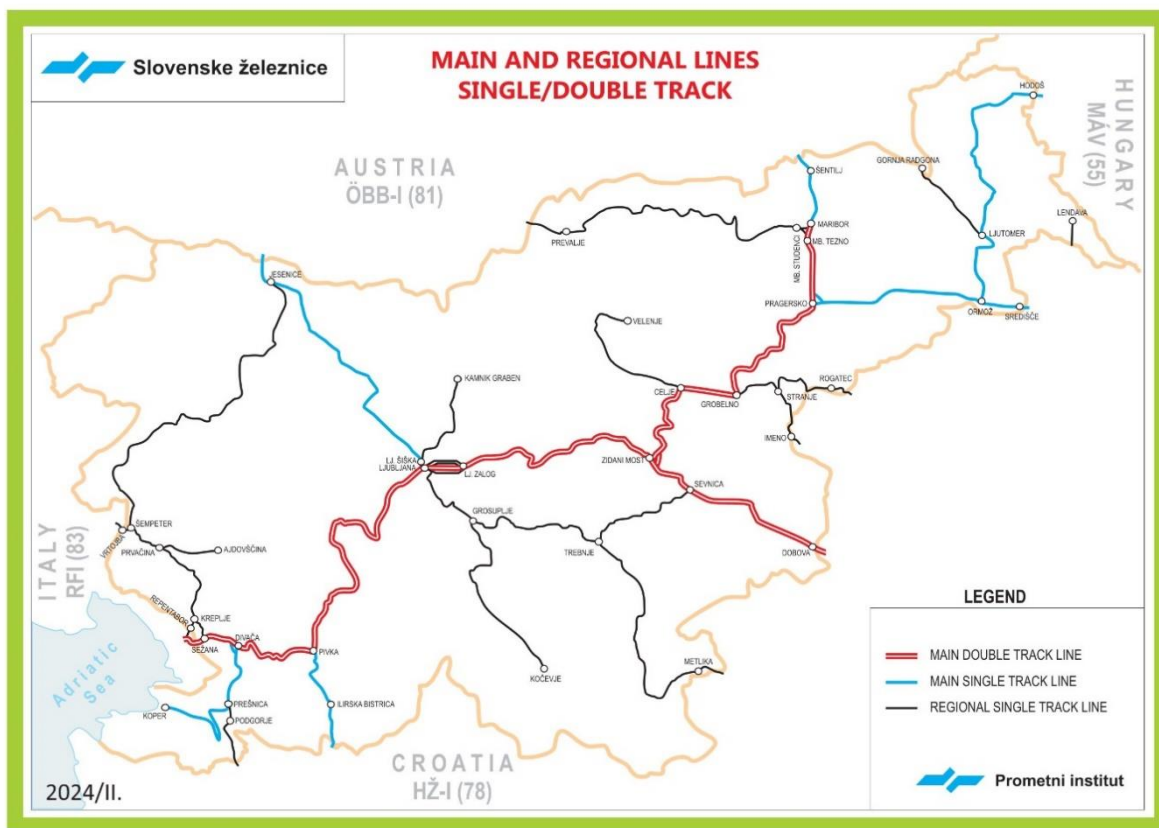 Slovenske železnice
MAIN AND REGIONAL LINES
SINGLE/DOUBLE TRACK
HUNGARY
MÁV (55)
AUSTRIA
ÖBB-I (81)
HODOŠ
GORNJA RADGONA
ŠENTILJ
LENDAVA
MARIBOR
PREVALJE
LJUTOMER
MB. TEZNO
MB. STUDENCI
JESENICE
PRAGERSKO
ORMOŽ
SREDIŠČE
VELENJE
KAMNIK GRABEN
CELJE
ROGATEC
GROBELNO
STRANJE
IMENO
LJ. ŠIŠKA
LJUBLJANA
LJ. ZALOG
ZIDANI MOST
SEVNICA
GROSUPLJE
ŠEMPETER
VRTOJBA
PRVAČINA
AJDOVŠČINA
TREBNJE
DOBOVA
ITALY
RFI (83)
REPENTABOR
KREPLJE
SEŽANA
DIVAČA
PIVKA
KOČEVJE
METLIKA
Adriatic
Sea
KOPER
PREŠNICA
PODGORJE
ILIRSKA BISTRICA
CROATIA
HŽ-I (78)
LEGEND
MAIN DOUBLE TRACK LINE
MAIN SINGLE TRACK LINE
REGIONAL SINGLE TRACK LINE
Prometni institut
2024/II.